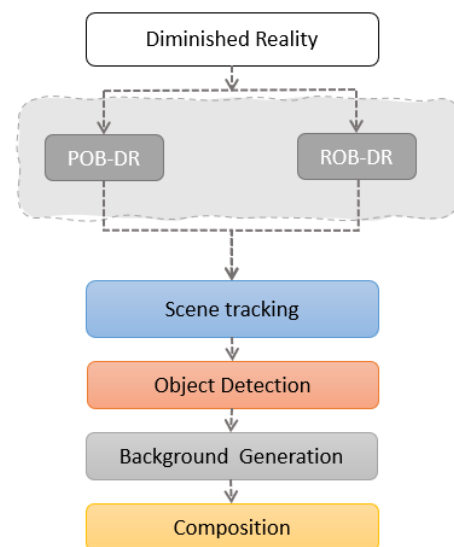 Diminished Reality
POB-DR
ROB-DR
Scene tracking
Object Detection
Background Generation
Composition